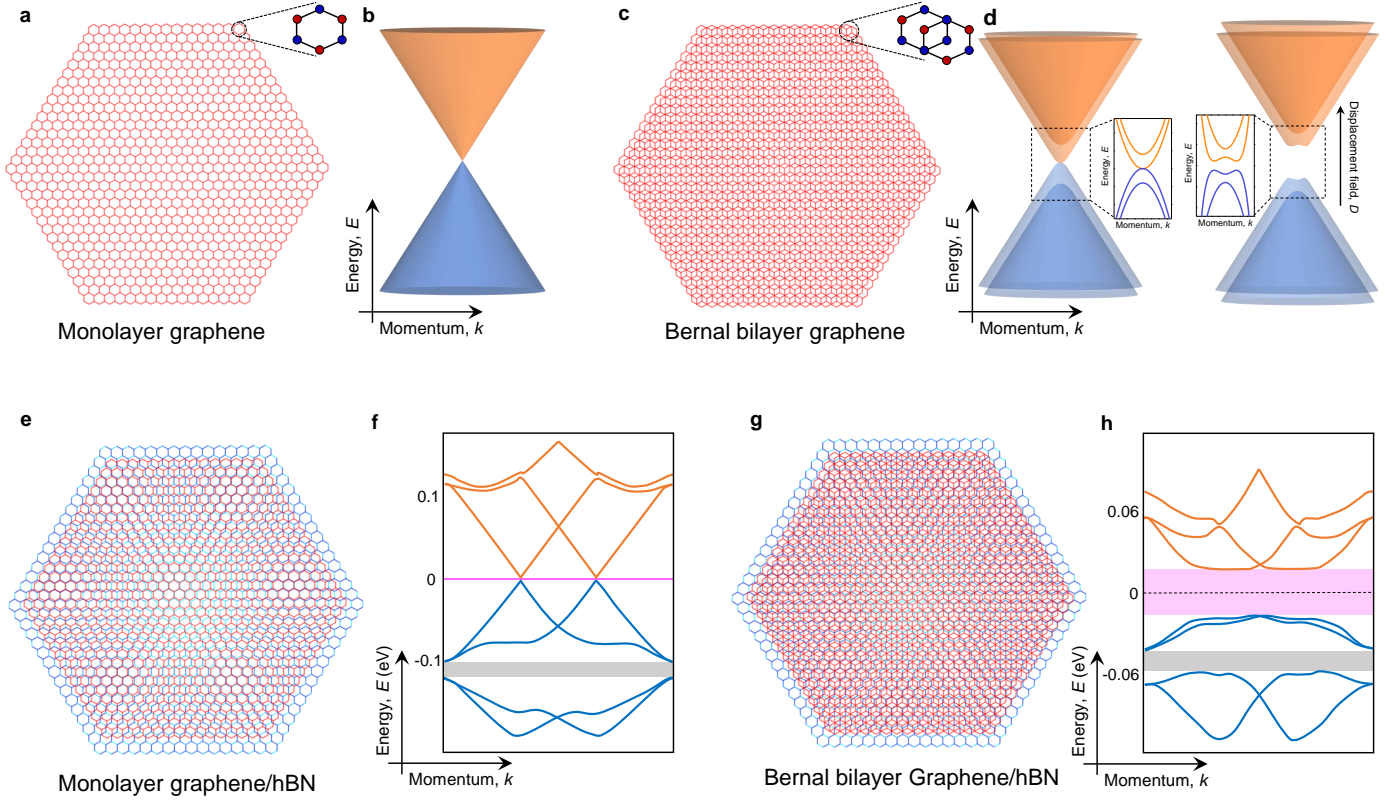 a
b
Energy, E
Momentum, k
Monolayer graphene
c
d
Energy, E
Momentum, k
Energy, E
Momentum, k
Energy, E
Momentum, k
Displacement field, D
Bernal bilayer graphene
e
f
0.1
0
-0.1
Energy, E (eV)
Momentum, k
Monolayer graphene/hBN
g
h
0.06
0
-0.06
Energy, E (eV)
Momentum, k
Bernal bilayer Graphene/hBN